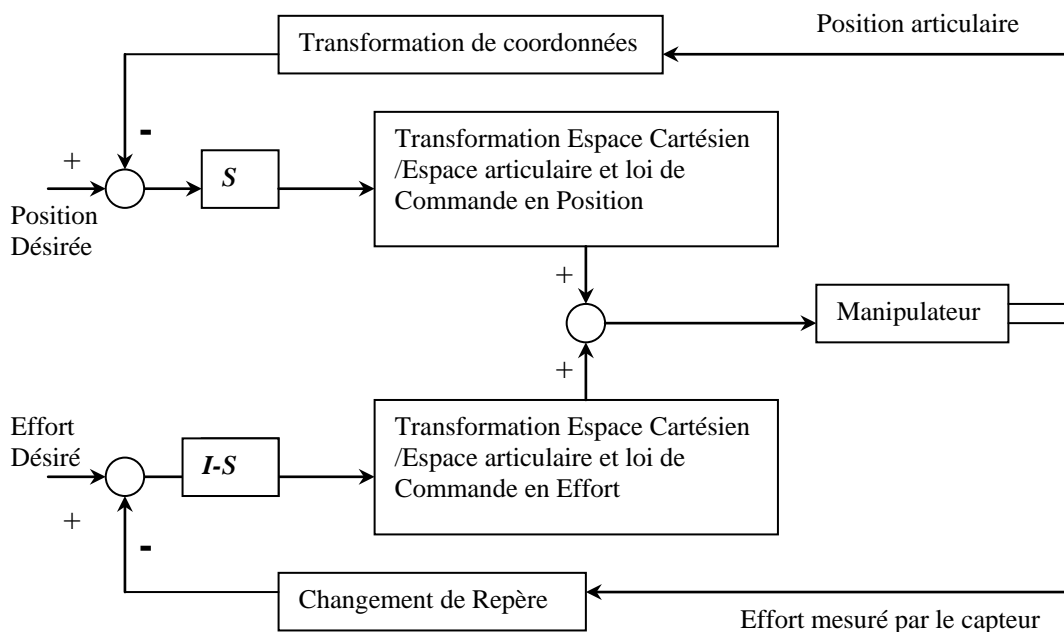 Position articulaire
Transformation de coordonnées
-
+
S
Transformation Espace Cartésien
/Espace articulaire et loi de
Commande en Position
Position
Désirée
+
Manipulateur
+
Effort
Désiré
I-S
Transformation Espace Cartésien
/Espace articulaire et loi de
Commande en Effort
+
-
Changement de Repère
Effort mesuré par le capteur